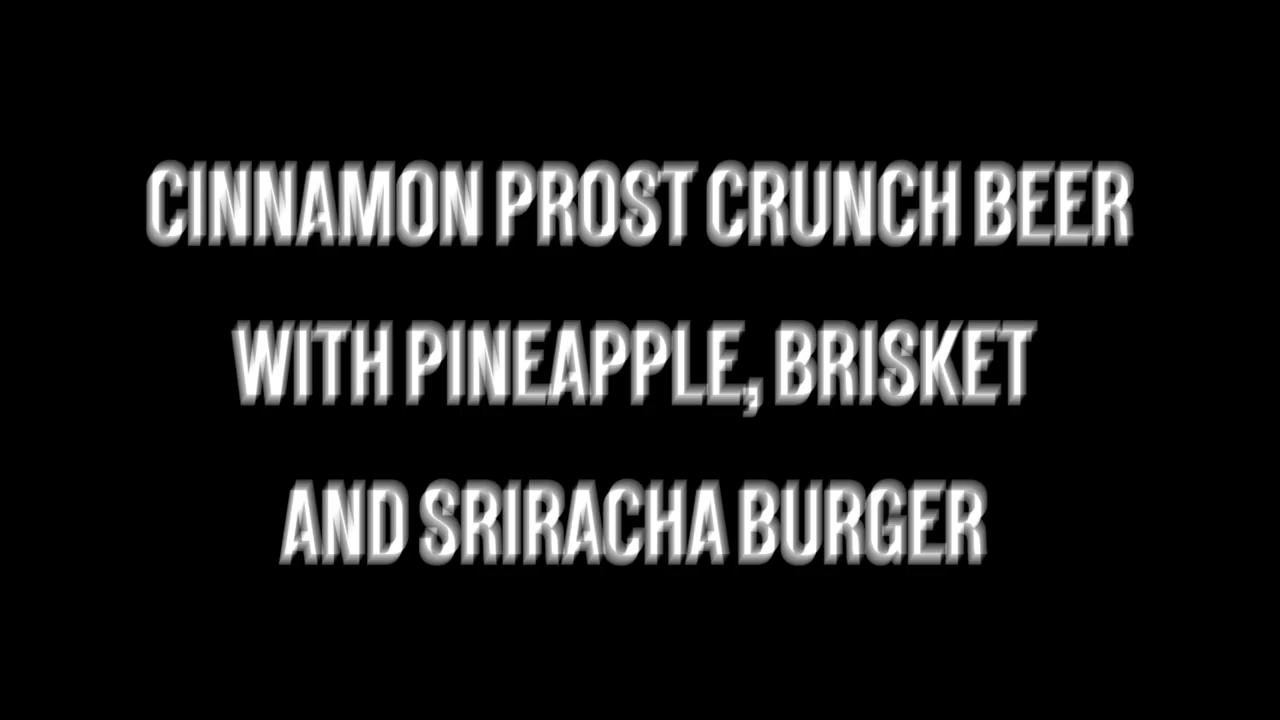 CINNAMON PROST CRUNCH BEER
WITH PINEAPPLE, BRISKET
AND SRIRACHA BURGER